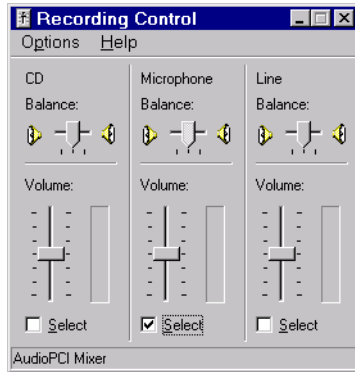 Recording Control
Options Help
CD Microphone Line
Balance: Balance: Balance:
Volume: Volume: Volume:
Select Select Select
AudioPCI Mixer